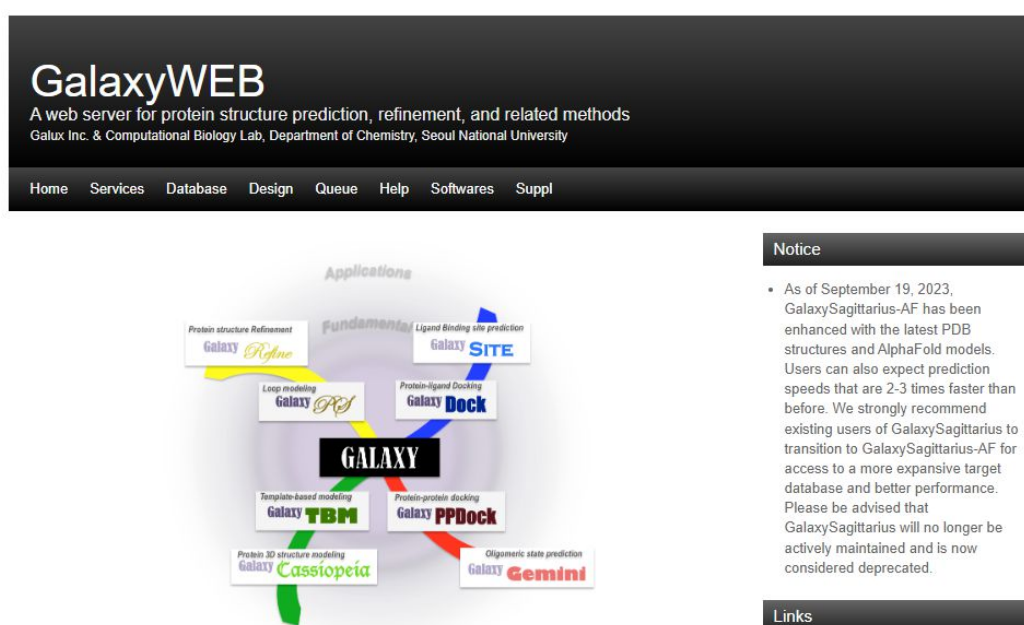 GalaxyWEB
A web server for protein structure prediction, refinement, and related methods
Galux Inc. & Computational Biology Lab, Department of Chemistry, Seoul National University
Home Services Database Design Queue Help Softwares Suppl
Applications
Fundamental
Protein structure Refinement
Galaxy Refine
Ligand Binding site prediction
Galaxy SITE
Loop modeling
Galaxy PS
Protein-ligand Docking
Galaxy Dock
GALAXY
Template-based modeling
Galaxy TBM
Protein-protein docking
Galaxy PPDock
Protein 3D structure modeling
Galaxy Cassiopeia
Oligomeric state prediction
Galaxy Gemini
Notice
As of September 19, 2023,
GalaxySagittarius-AF has been
enhanced with the latest PDB
structures and AlphaFold models.
Users can also expect prediction
speeds that are 2-3 times faster than
before. We strongly recommend
existing users of GalaxySagittarius to
transition to GalaxySagittarius-AF for
access to a more expansive target
database and better performance.
Please be advised that
GalaxySagittarius will no longer be
actively maintained and is now
considered deprecated.
Links